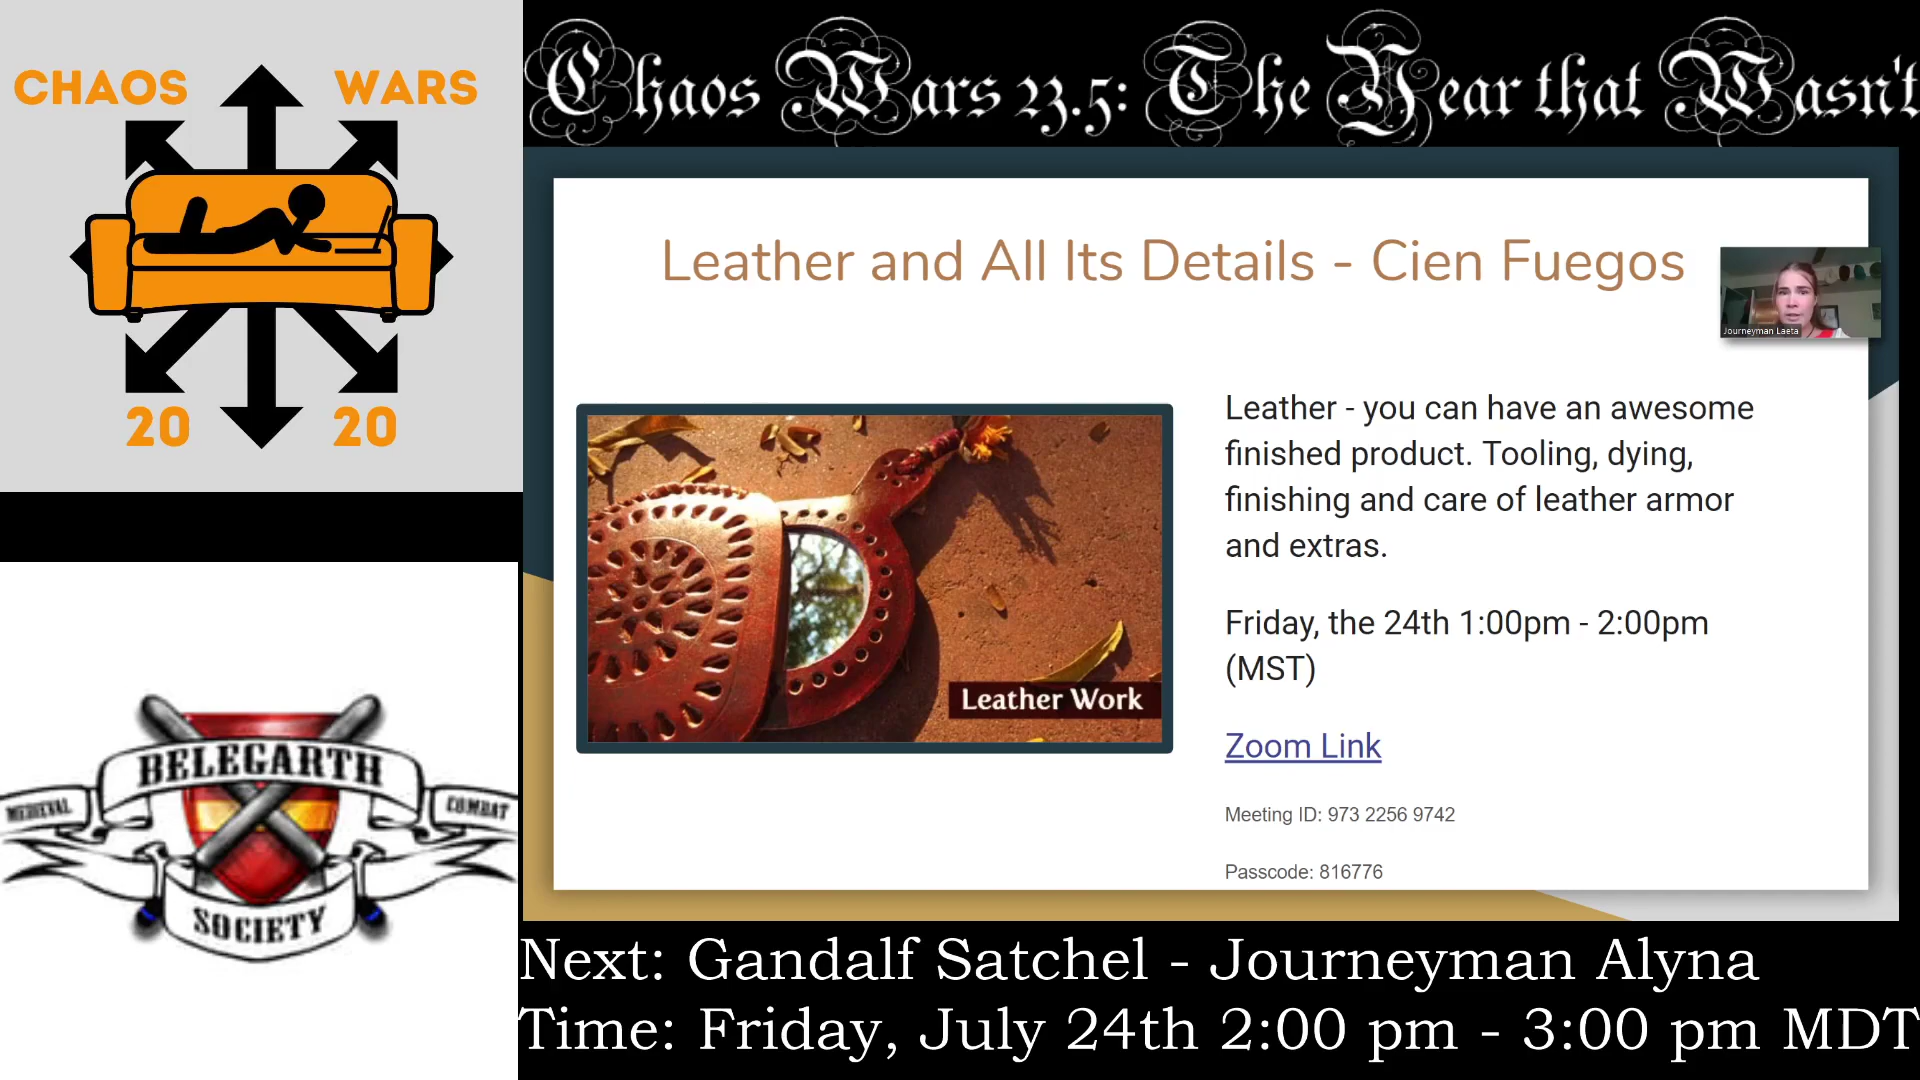 CHAOS WARS
20 20
BELEGARTH
MEDIEVAL COMBAT
SOCIETY
Chaos Wars 23.5: The Year that Wasn't
Leather and All Its Details - Cien Fuegos
Journeyman Laeta
Leather - you can have an awesome
finished product. Tooling, dying,
finishing and care of leather armor
and extras.
Leather Work
Friday, the 24th 1:00pm - 2:00pm
(MST)
Zoom Link
Meeting ID: 973 2256 9742
Passcode: 816776
Next: Gandalf Satchel - Journeyman Alyna
Time: Friday, July 24th 2:00 pm - 3:00 pm MDT